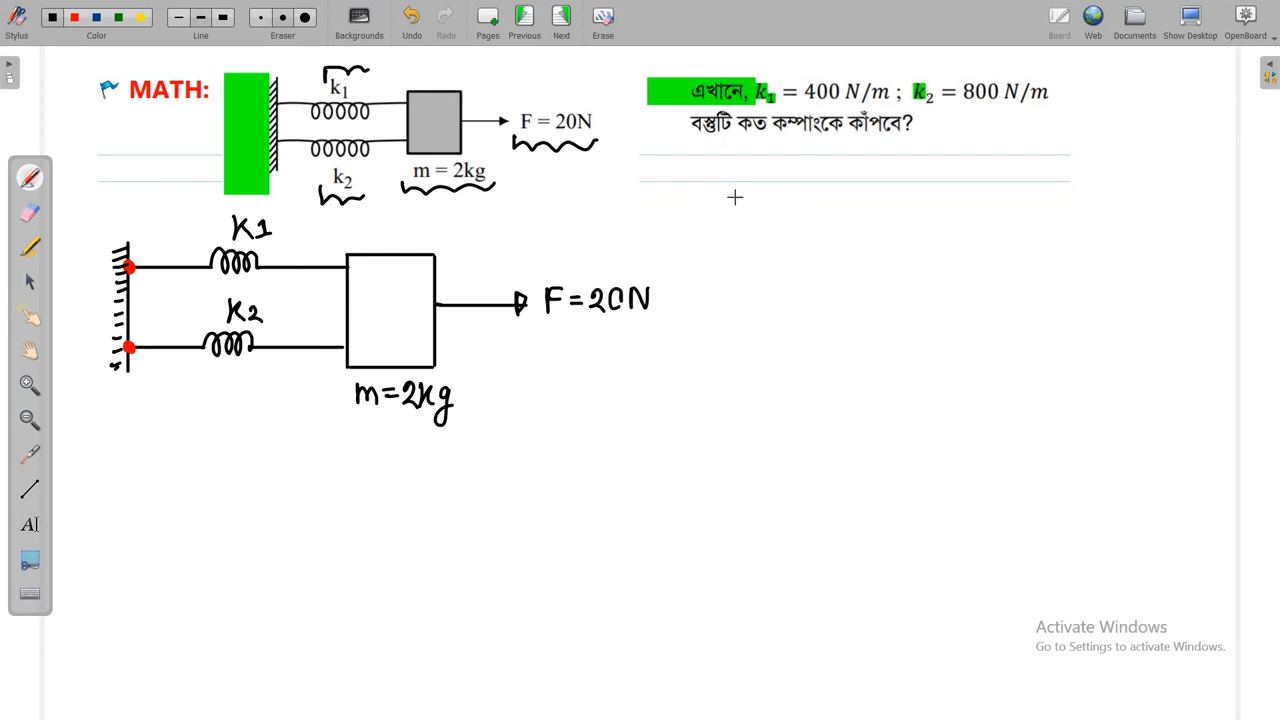 Stylus
Color
Line
Eraser
Backgrounds
Undo
Redo
Pages
Previous
Next
Erase
Board
Web
Documents
Show Desktop
OpenBoard
MATH:
k1
F = 20N
k2
m = 2kg
এখানে, k1 = 400 N/m ; k2 = 800 N/m
বস্তুটি কত কম্পাংকে কাঁপবে?
K1
K2
F = 20N
m = 2kg
AI
Activate Windows
Go to Settings to activate Windows.